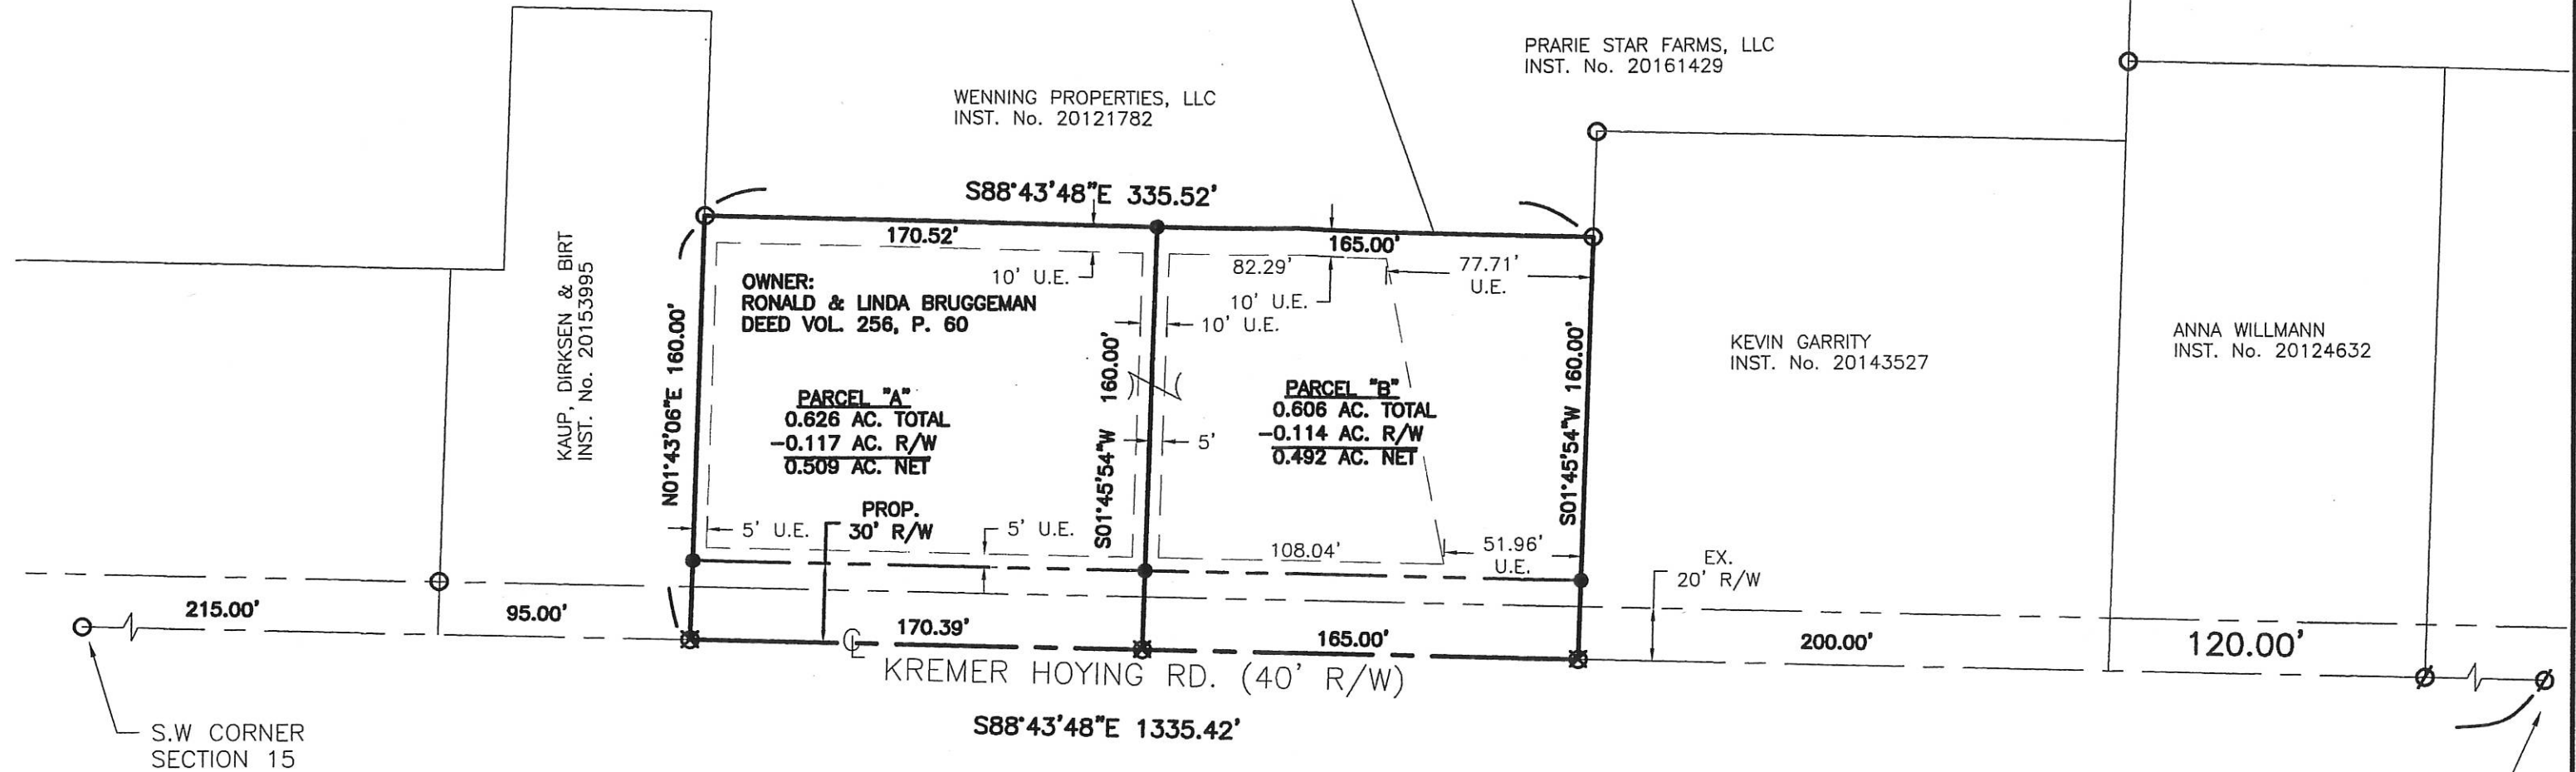 PRARIE STAR FARMS, LLC
INST. No. 20161429
WENNING PROPERTIES, LLC
INST. No. 20121782
S88°43'48"E 335.52'
170.52'
165.00'
KAUP, DIRKSEN & BIRT
INST. No. 201539995
N01°43'06"E 160.00'
OWNER:
RONALD & LINDA BRUGGEMAN
DEED VOL. 256, P. 60
10' U.E.
82.29'
77.71'
U.E.
10' U.E.
10' U.E.
PARCEL "A"
0.626 AC. TOTAL
-0.117 AC. R/W
0.509 AC. NET
S01°45'54"W 160.00'
5'
PARCEL "B"
0.606 AC. TOTAL
-0.114 AC. R/W
0.492 AC. NET
S01°45'54"W 160.00'
KEVIN GARRITY
INST. No. 20143527
ANNA WILLMANN
INST. No. 20124632
5' U.E.
PROP.
30' R/W
5' U.E.
108.04'
51.96'
U.E.
EX.
20' R/W
215.00'
95.00'
170.39'
165.00'
200.00'
120.00'
CL
KREMER HOYING RD. (40' R/W)
S88°43'48"E 1335.42'
S.W CORNER
SECTION 15